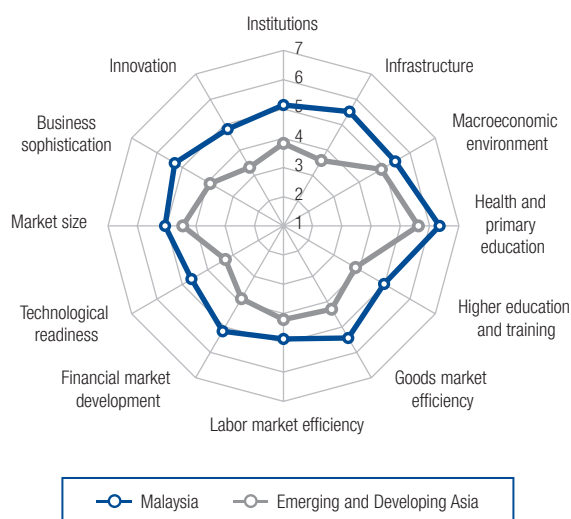 Institutions
Infrastructure
Macroeconomic
environment
Health and
primary
education
Higher education
and training
Goods market
efficiency
Labor market efficiency
Financial market
development
Technological
readiness
Market size
Business
sophistication
Innovation
7
6
5
4
3
2
1
Malaysia
Emerging and Developing Asia